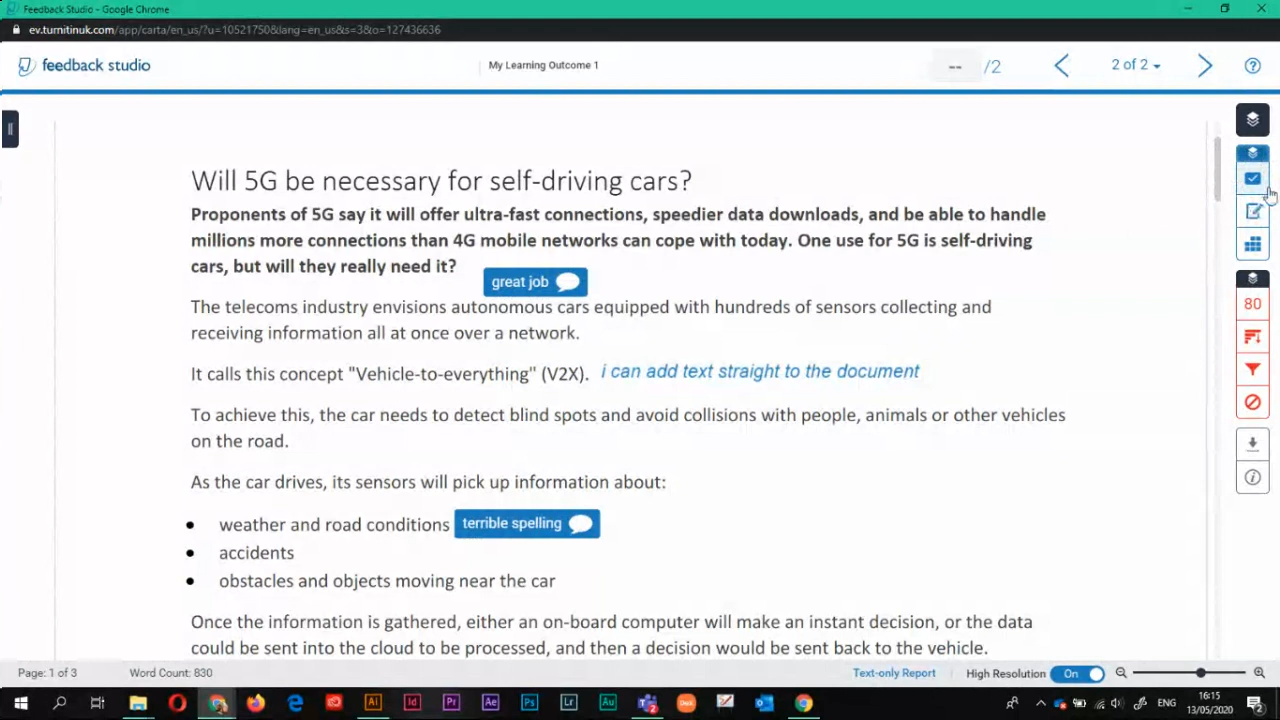 Feedback Studio - Google Chrome
ev.turnitinuk.com/app/carta/en_us/?u=10521750&lang=en_us&s=3&o=127436636
feedback studio
My Learning Outcome 1
-- /2
2 of 2
?
Will 5G be necessary for self-driving cars?
Proponents of 5G say it will offer ultra-fast connections, speedier data downloads, and be able to handle
millions more connections than 4G mobile networks can cope with today. One use for 5G is self-driving
cars, but will they really need it?
great job
The telecoms industry envisions autonomous cars equipped with hundreds of sensors collecting and
receiving information all at once over a network.
It calls this concept "Vehicle-to-everything" (V2X). i can add text straight to the document
To achieve this, the car needs to detect blind spots and avoid collisions with people, animals or other vehicles
on the road.
As the car drives, its sensors will pick up information about:
• weather and road conditions terrible spelling
• accidents
• obstacles and objects moving near the car
Once the information is gathered, either an on-board computer will make an instant decision, or the data
could be sent into the cloud to be processed, and then a decision would be sent back to the vehicle.
80
Page: 1 of 3
Word Count: 830
Text-only Report
High Resolution On
Ai Id Pr Ae Ps Lr Au
ENG
16:15
13/05/2020
2